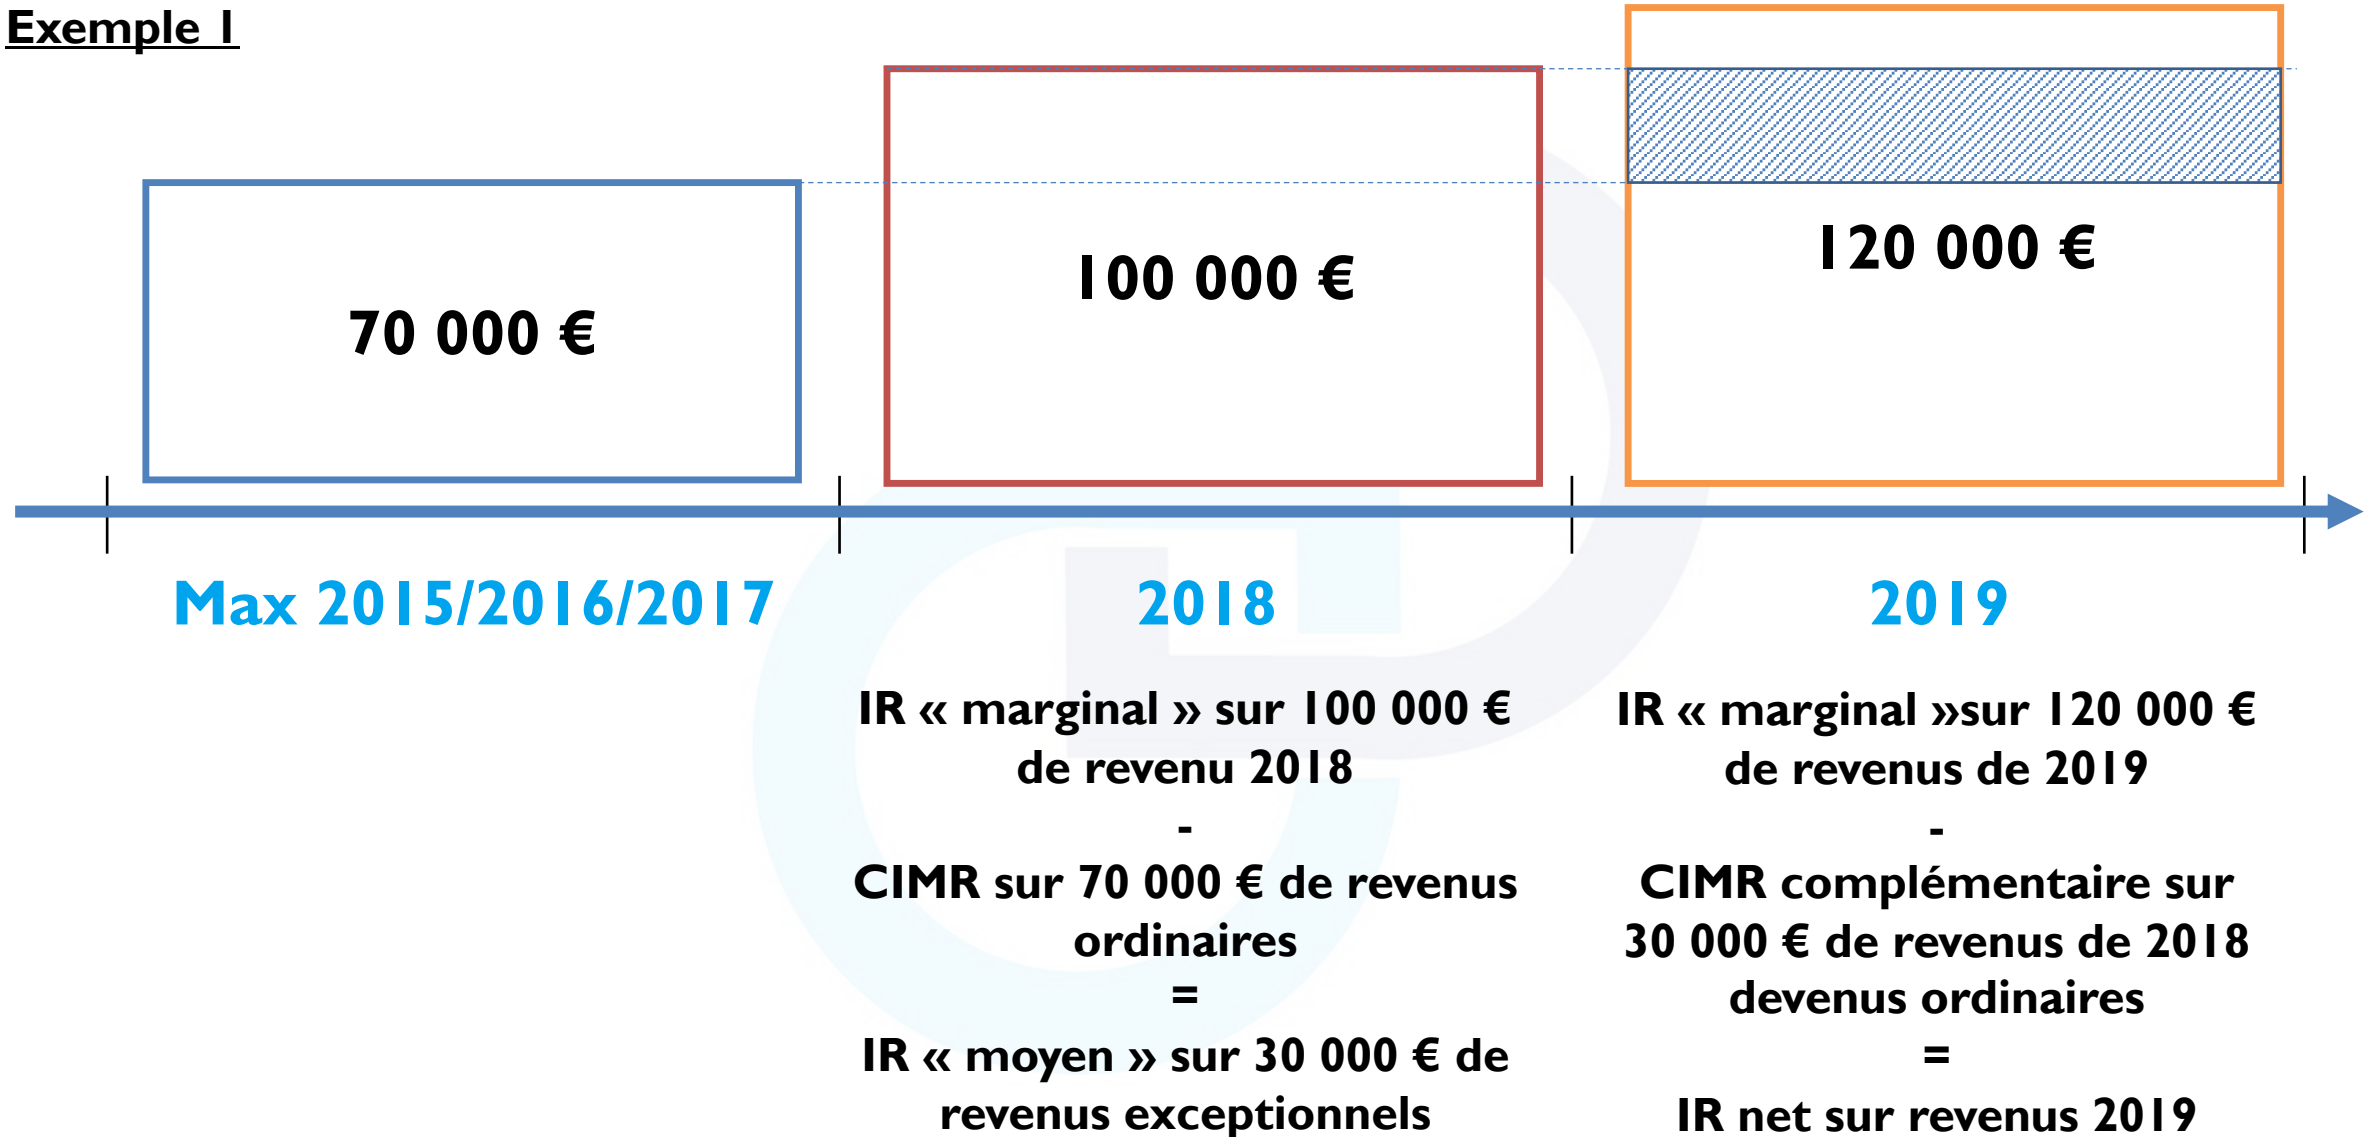 Exemple 1
70 000 €
100 000 €
120 000 €
Max 2015/2016/2017
2018
2019
IR « marginal » sur 100 000 €
de revenu 2018
-
CIMR sur 70 000 € de revenus
ordinaires
=
IR « moyen » sur 30 000 € de
revenus exceptionnels
IR « marginal »sur 120 000 €
de revenus de 2019
-
CIMR complémentaire sur
30 000 € de revenus de 2018
devenus ordinaires
=
IR net sur revenus 2019